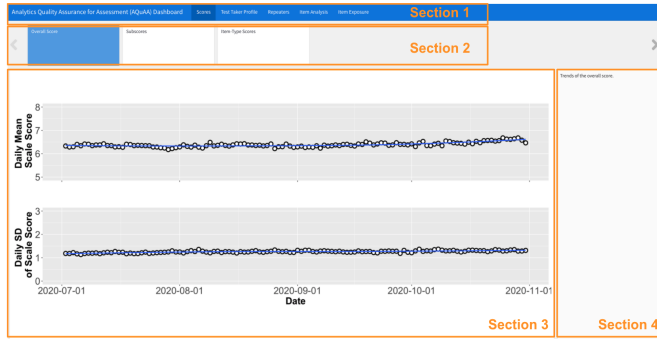 Analytics Quality Assurance for Assessment (AQuAA) Dashboard Scores Test Taker Profile Repeaters Item Analysis Item Exposure
Section 1
Overall Score Subscores Item-Type Scores
Section 2
Trends of the overall score.
8
7
6
5
Daily Mean
Scale Score
3
2
1
0
Daily SD
of Scale Score
2020-07-01 2020-08-01 2020-09-01 2020-10-01 2020-11-01
Date
Section 3 Section 4